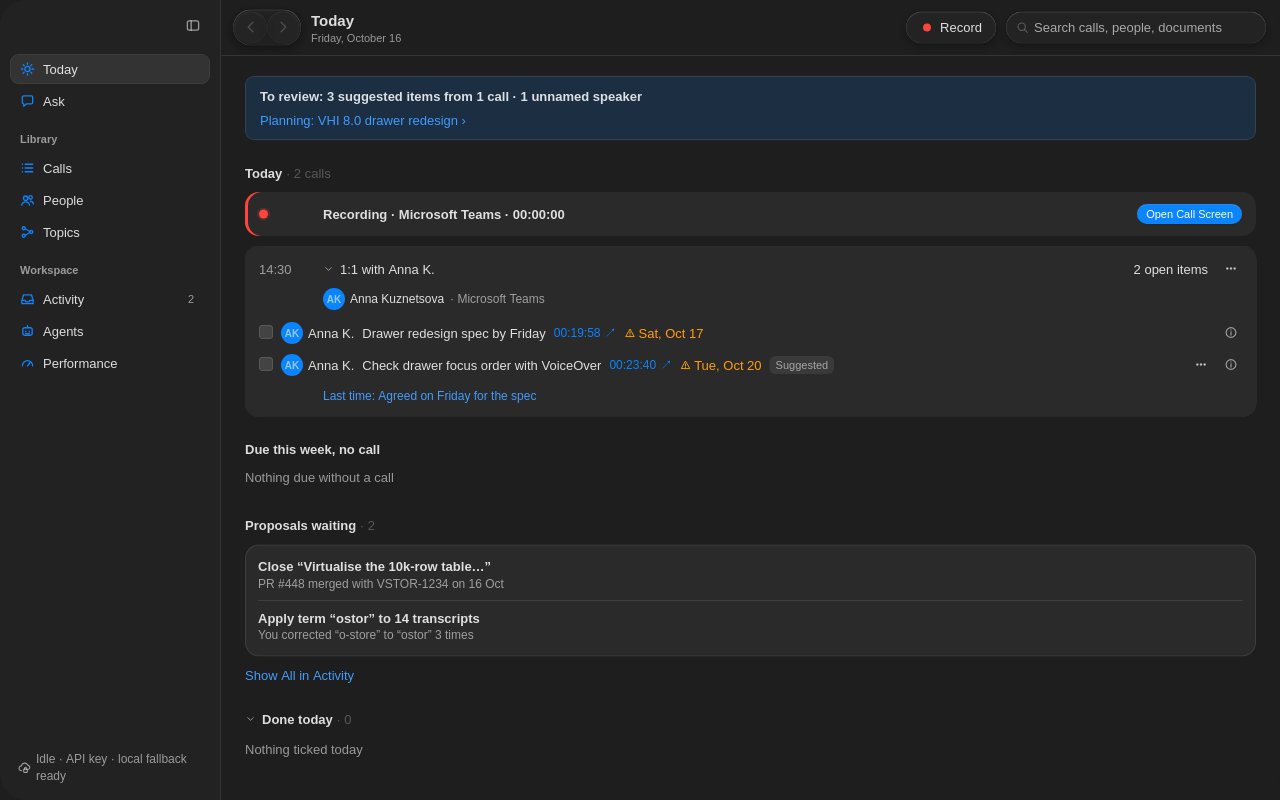 Today
Friday, October 16
Record
Search calls, people, documents
Today
Ask
Library
Calls
People
Topics
Workspace
Activity 2
Agents
Performance
Idle · API key · local fallback
ready
To review: 3 suggested items from 1 call · 1 unnamed speaker
Planning: VHI 8.0 drawer redesign ›
Today · 2 calls
Recording · Microsoft Teams · 00:00:00
Open Call Screen
14:30 1:1 with Anna K. 2 open items
AK Anna Kuznetsova · Microsoft Teams
AK Anna K. Drawer redesign spec by Friday 00:19:58 ↗ Sat, Oct 17
AK Anna K. Check drawer focus order with VoiceOver 00:23:40 ↗ Tue, Oct 20 Suggested
Last time: Agreed on Friday for the spec
Due this week, no call
Nothing due without a call
Proposals waiting · 2
Close “Virtualise the 10k-row table…”
PR #448 merged with VSTOR-1234 on 16 Oct
Apply term “ostor” to 14 transcripts
You corrected “o-store” to “ostor” 3 times
Show All in Activity
Done today · 0
Nothing ticked today